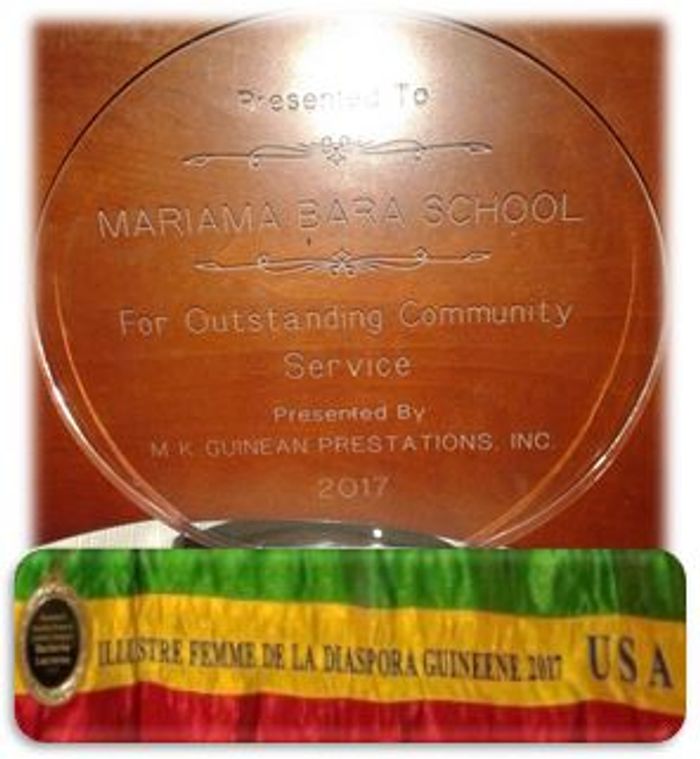 Presented To
MARIAMA BARA SCHOOL
For Outstanding Community
Service
Presented By
M.K. GUINEAN PRESTATIONS, INC.
2017
ILLUSTRE FEMME DE LA DIASPORA GUINEENE 2017 USA